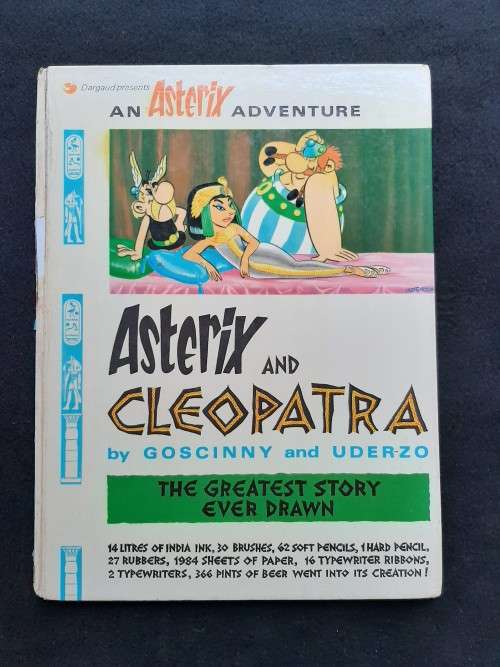 Dargaud presents
AN Asterix ADVENTURE
UDERZO
Asterix AND
CLEOPATRA
by GOSCINNY and UDERZO
THE GREATEST STORY
EVER DRAWN
14 LITRES OF INDIA INK, 30 BRUSHES, 62 SOFT PENCILS, 1 HARD PENCIL,
27 RUBBERS, 1984 SHEETS OF PAPER, 16 TYPEWRITER RIBBONS,
2 TYPEWRITERS, 366 PINTS OF BEER WENT INTO ITS CREATION!